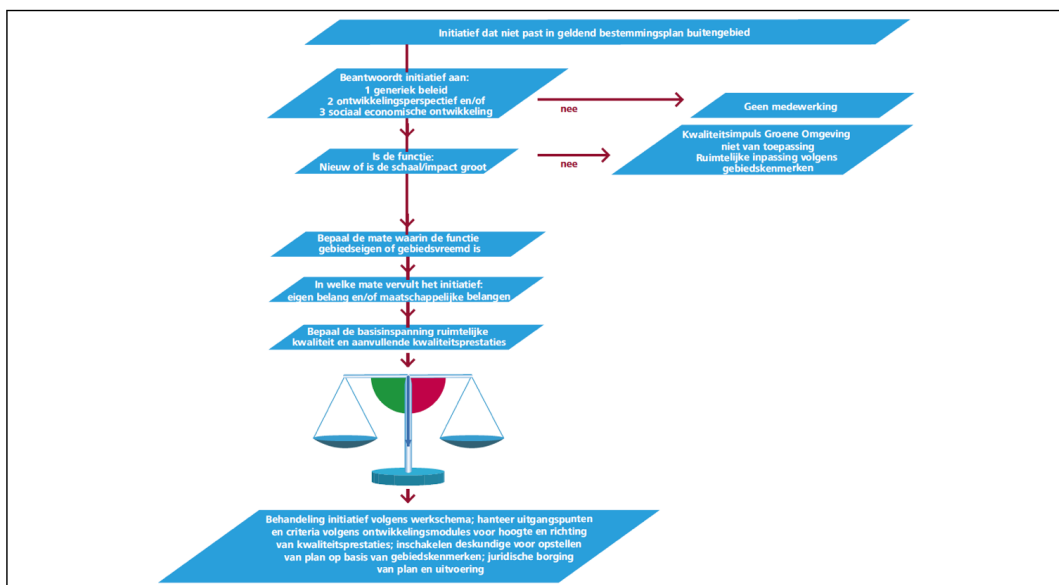 Initiatief dat niet past in geldend bestemmingsplan buitengebied
Beantwoordt initiatief aan:
1 generiek beleid
2 ontwikkelingsperspectief en/of
3 sociaal economische ontwikkeling
nee
Geen medewerking
Is de functie:
Nieuw of is de schaal/impact groot
nee
Kwaliteitsimpuls Groene Omgeving
niet van toepassing
Ruimtelijke inpassing volgens
gebiedskenmerken
Bepaal de mate waarin de functie
gebiedseigen of gebiedsvreemd is
In welke mate vervult het initiatief:
eigen belang en/of maatschappelijke belangen
Bepaal de basisinspanning ruimtelijke
kwaliteit en aanvullende kwaliteitsprestaties
Behandeling initiatief volgens werkschema; hanteer uitgangspunten
en criteria volgens ontwikkelingsmodules voor hoogte en richting
van kwaliteitsprestaties; inschakelen deskundige voor opstellen
van plan op basis van gebiedskenmerken; juridische borging
van plan en uitvoering